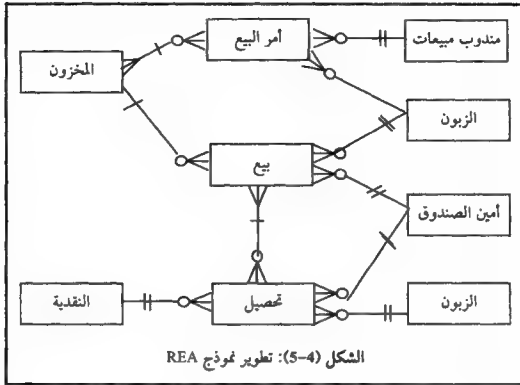 أمر البيع
مندوب مبيعات
المخزون
الزبون
بيع
أمين الصندوق
النقدية
تحصيل
الزبون
الشكل (4-5): تطوير نموذج REA